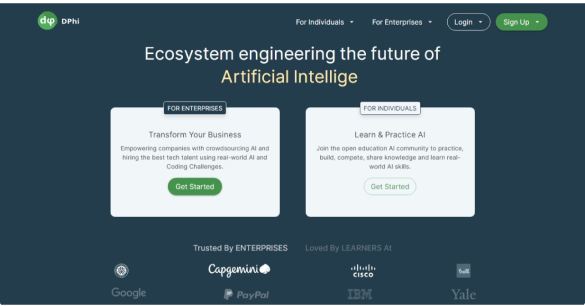 dφ DPhi
For Individuals For Enterprises Login Sign Up
Ecosystem engineering the future of
Artificial Intellige
FOR ENTERPRISES
Transform Your Business
Empowering companies with crowdsourcing AI and
hiring the best tech talent using real-world AI and
Coding Challenges.
Get Started
FOR INDIVIDUALS
Learn & Practice AI
Join the open education AI community to practice,
build, compete, share knowledge and learn real-
world AI skills.
Get Started
Trusted By ENTERPRISES Loved By LEARNERS At
Capgemini CISCO
Google PayPal IBM Yale